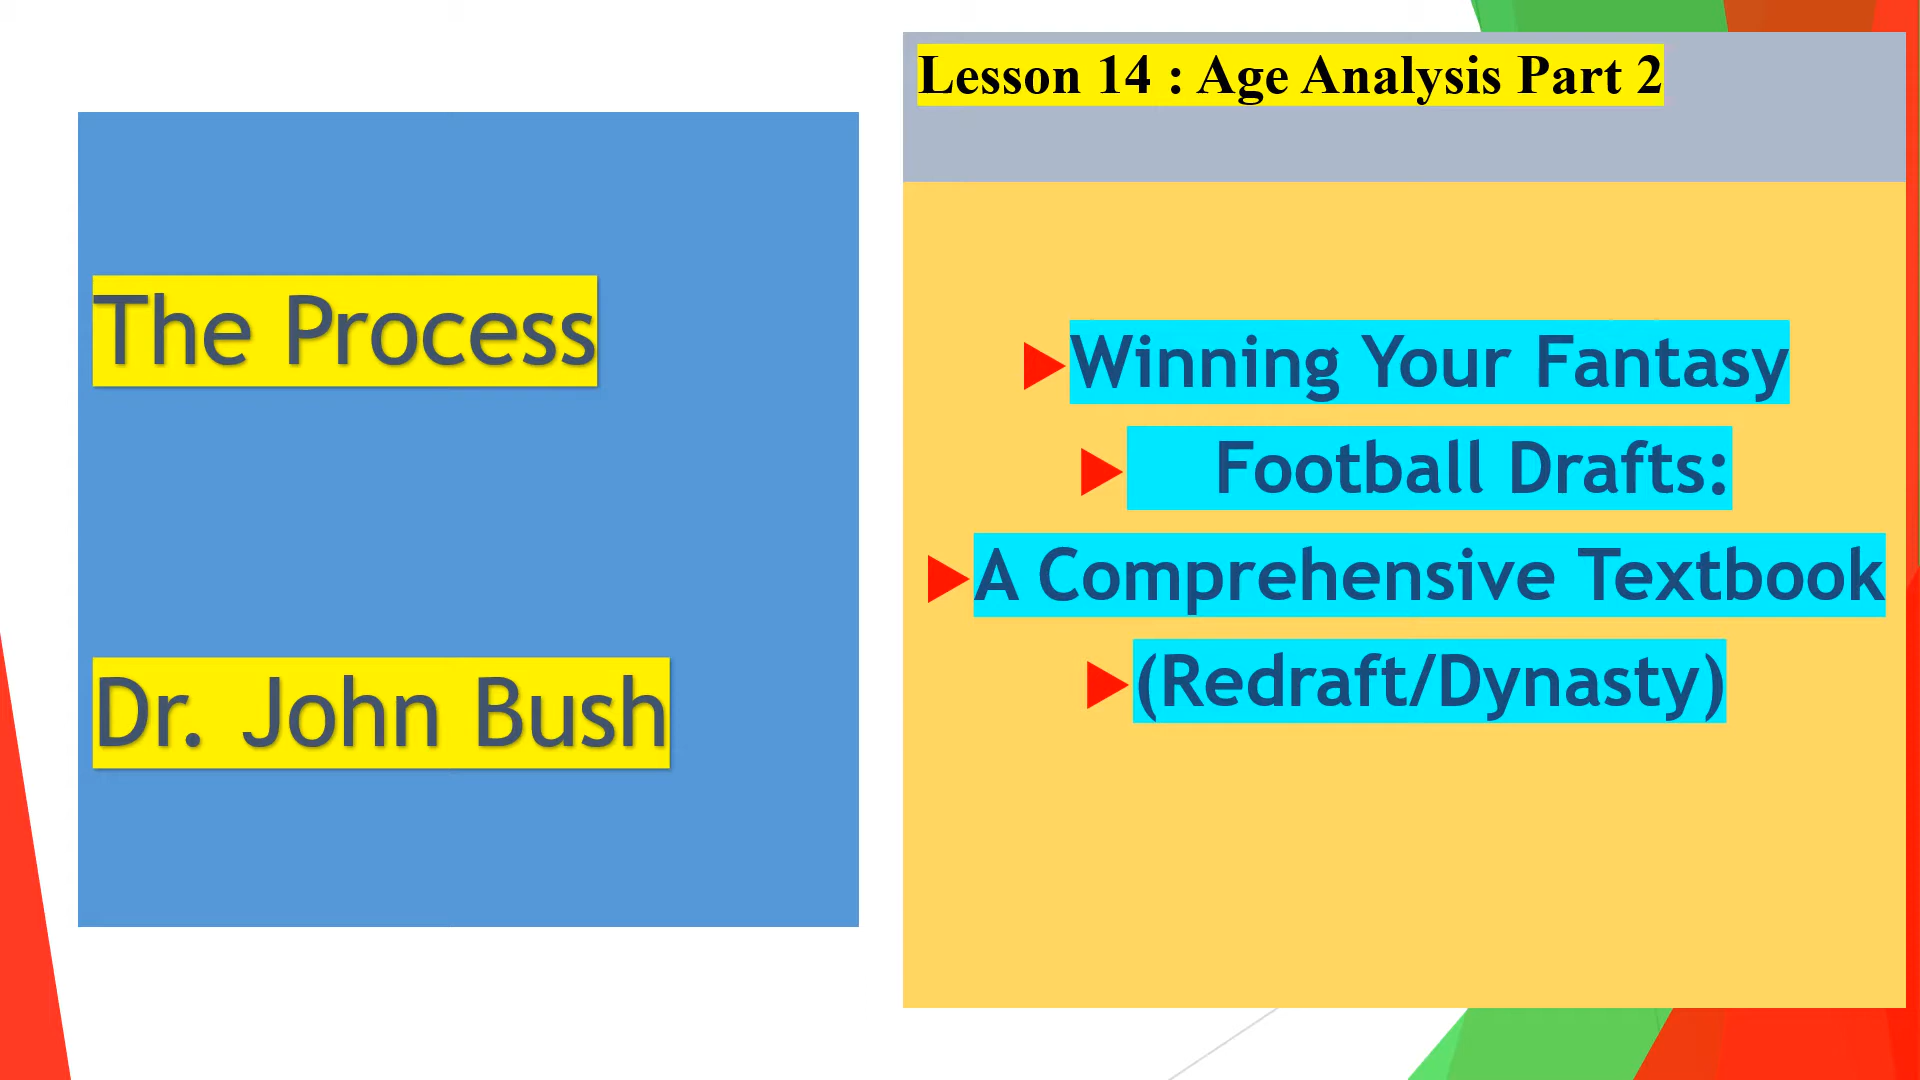 The Process
Dr. John Bush
Lesson 14 : Age Analysis Part 2
Winning Your Fantasy
Football Drafts:
A Comprehensive Textbook
(Redraft/Dynasty)